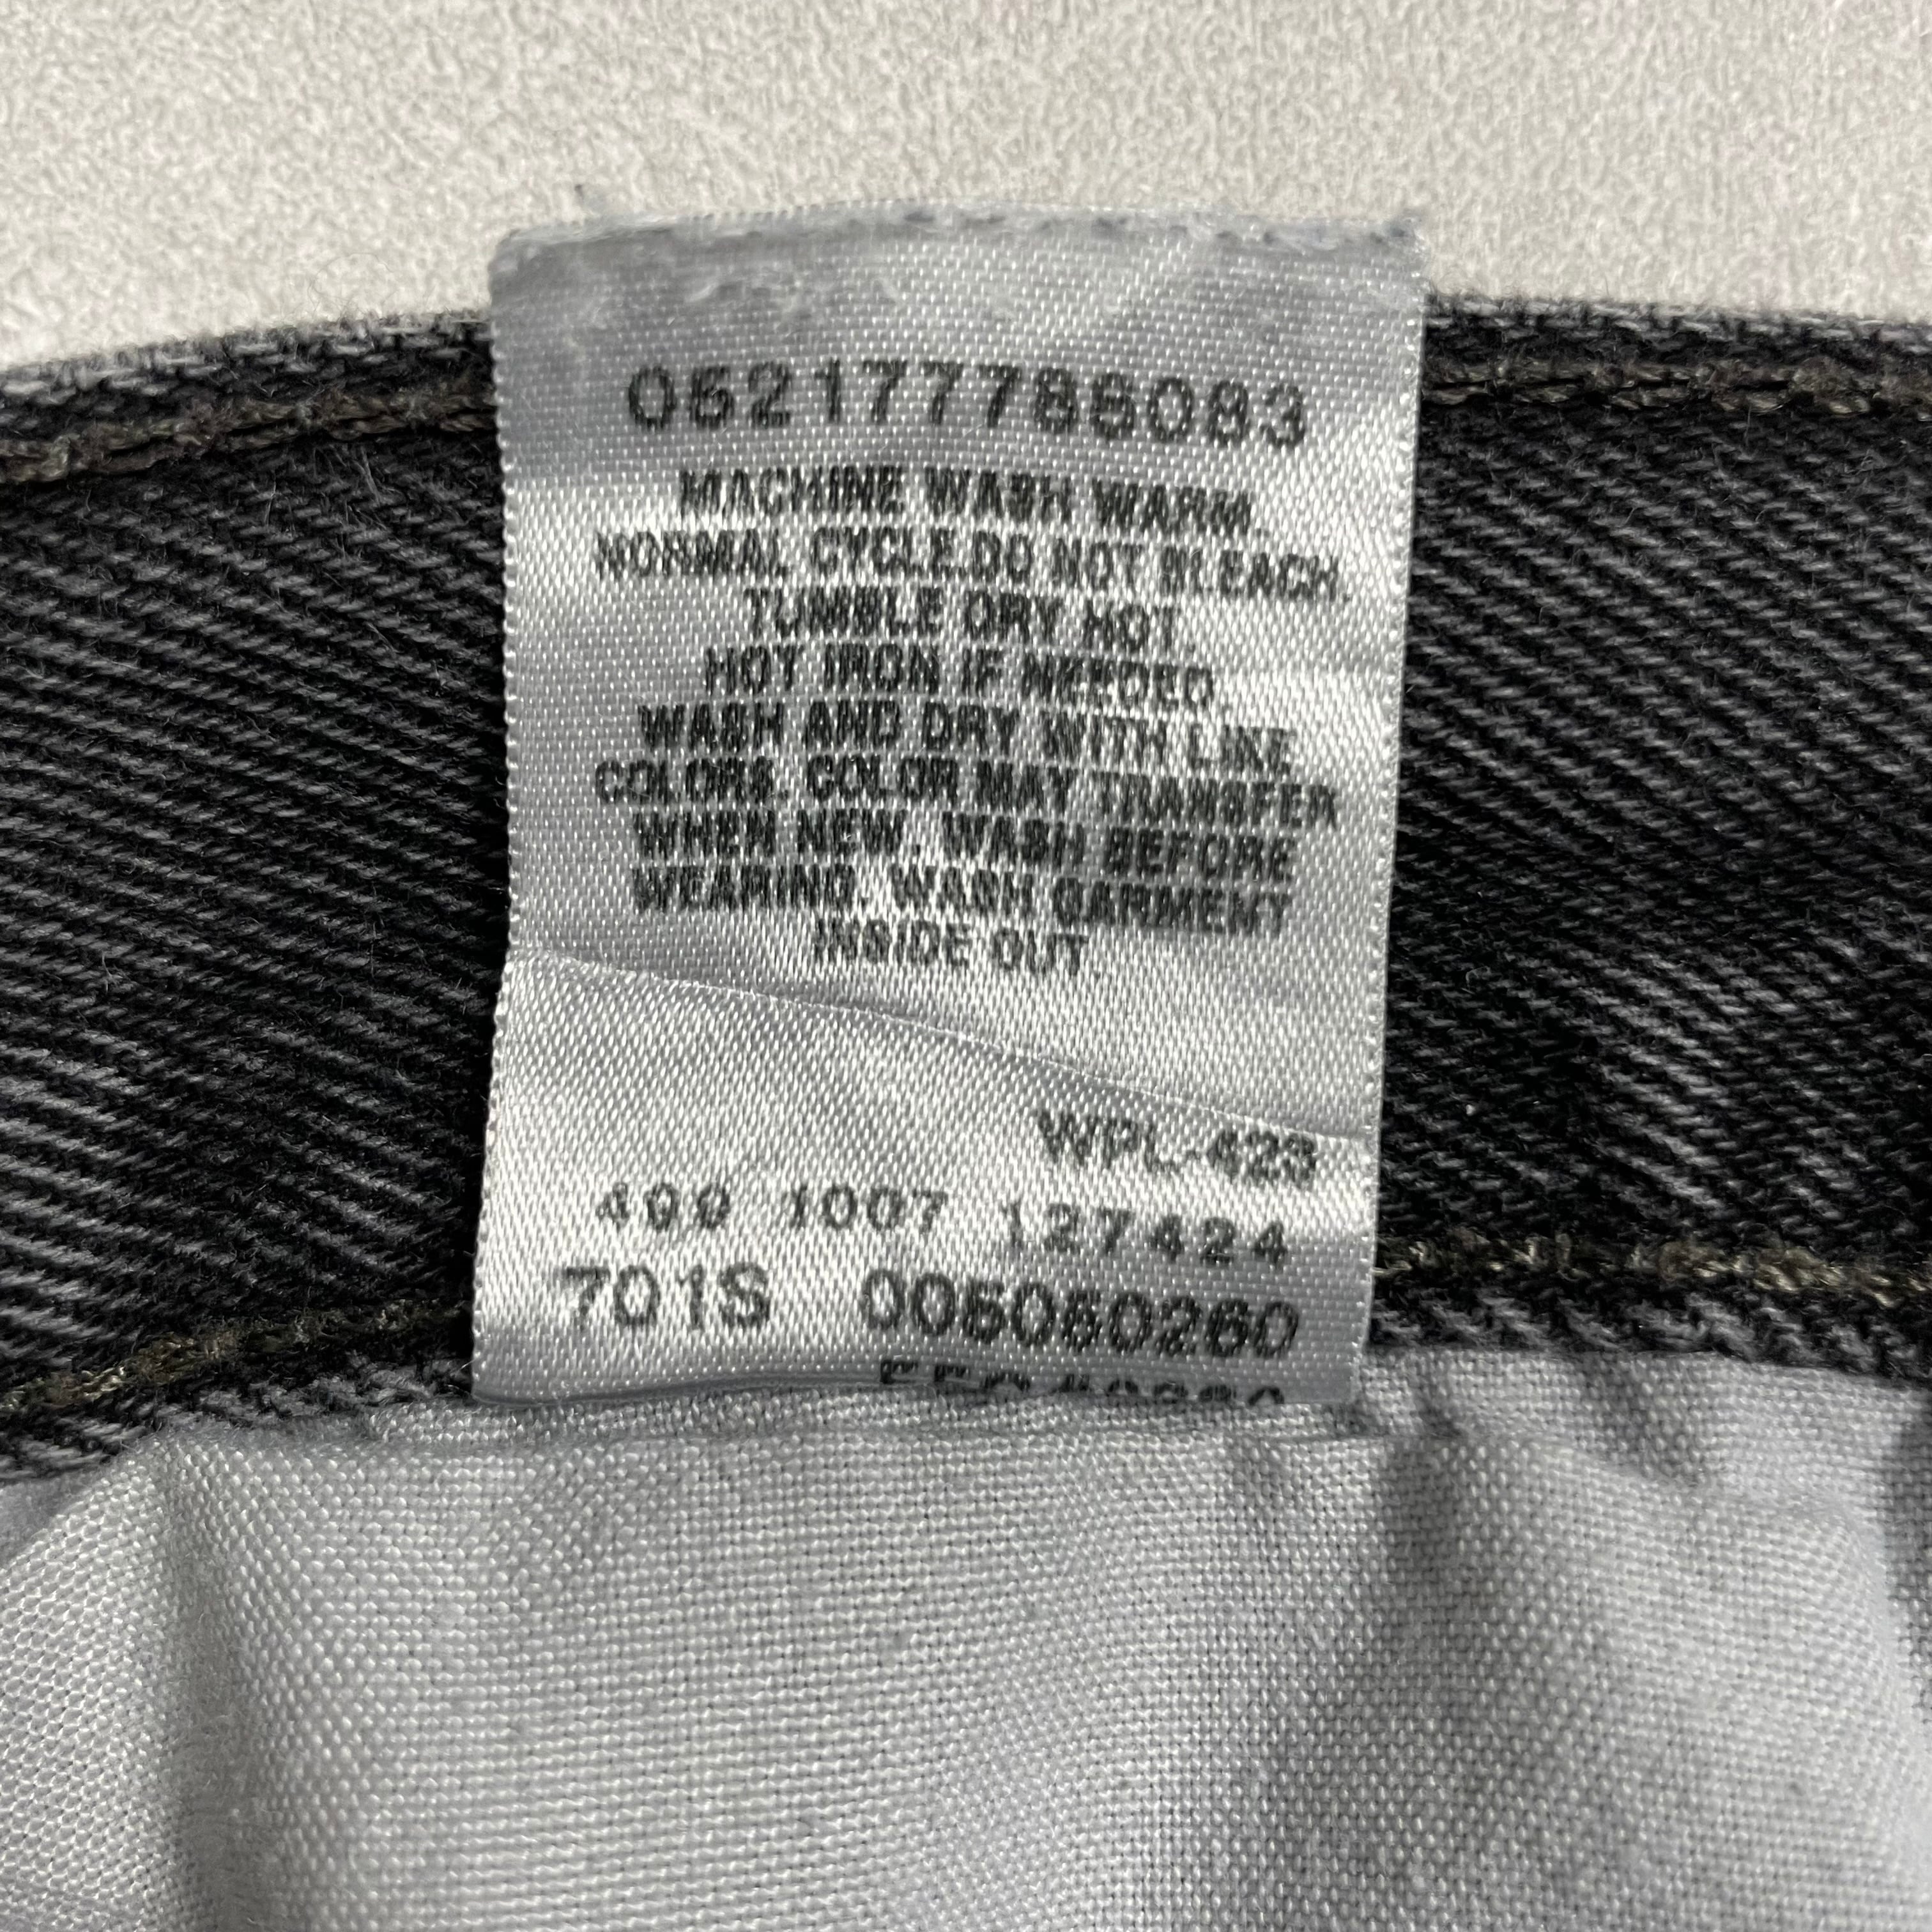 052177786083
MACHINE WASH WARM
NORMAL CYCLE.DO NOT BLEACH.
TUMBLE DRY HOT
HOT IRON IF NEEDED.
WASH AND DRY WITH LIKE
COLORS. COLOR MAY TRANSFER
WHEN NEW. WASH BEFORE
WEARING. WASH GARMENT
INSIDE OUT.
WPL-423
400 1007 127424
701S 005050260